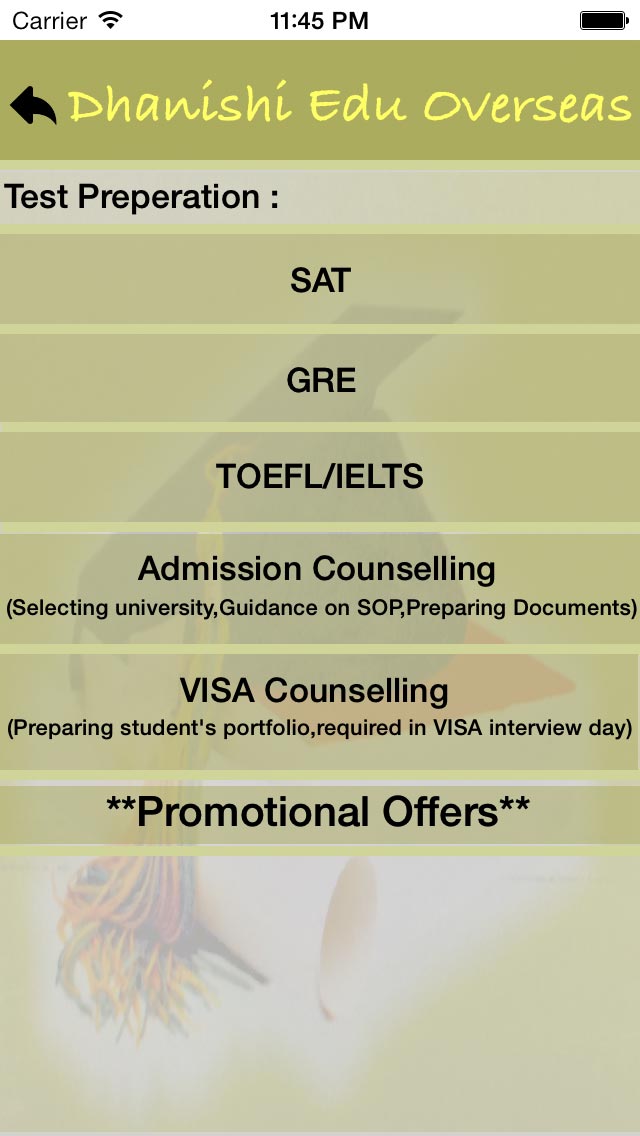 Carrier 11:45 PM
Dhanishi Edu Overseas
Test Preperation :
SAT
GRE
TOEFL/IELTS
Admission Counselling
(Selecting university,Guidance on SOP,Preparing Documents)
VISA Counselling
(Preparing student's portfolio,required in VISA interview day)
**Promotional Offers**